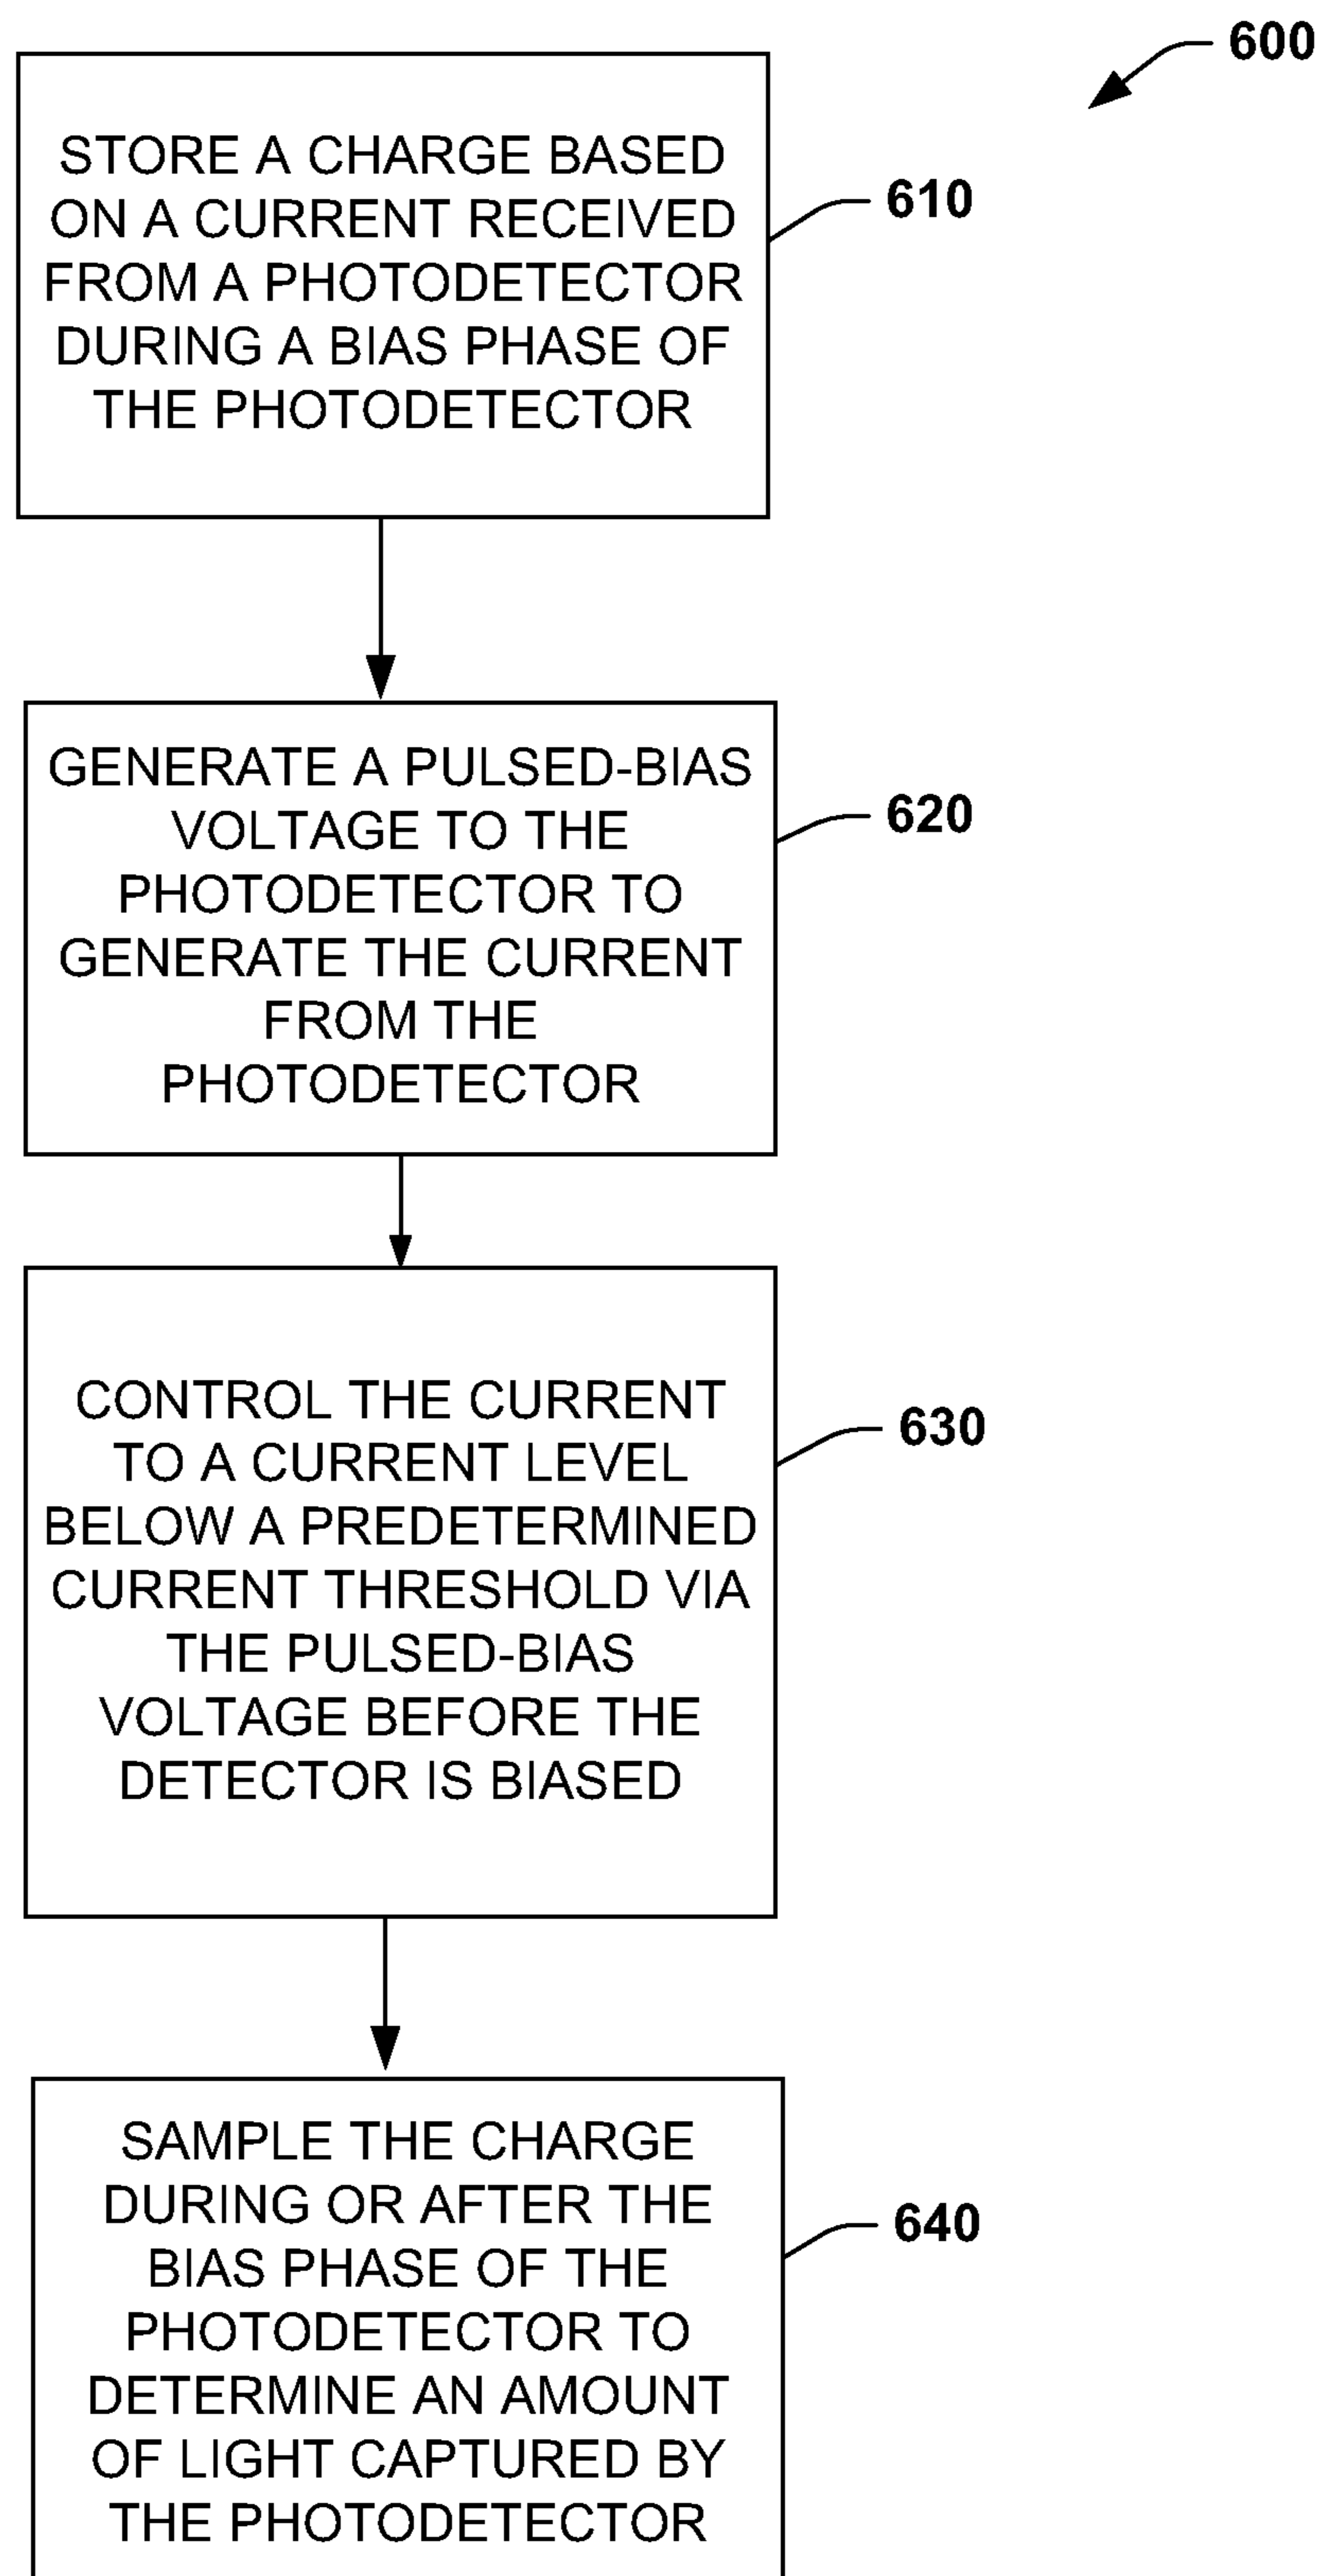 600
STORE A CHARGE BASED
ON A CURRENT RECEIVED
FROM A PHOTODETECTOR
DURING A BIAS PHASE OF
THE PHOTODETECTOR
610
GENERATE A PULSED-BIAS
VOLTAGE TO THE
PHOTODETECTOR TO
GENERATE THE CURRENT
FROM THE
PHOTODETECTOR
620
CONTROL THE CURRENT
TO A CURRENT LEVEL
BELOW A PREDETERMINED
CURRENT THRESHOLD VIA
THE PULSED-BIAS
VOLTAGE BEFORE THE
DETECTOR IS BIASED
630
SAMPLE THE CHARGE
DURING OR AFTER THE
BIAS PHASE OF THE
PHOTODETECTOR TO
DETERMINE AN AMOUNT
OF LIGHT CAPTURED BY
THE PHOTODETECTOR
640